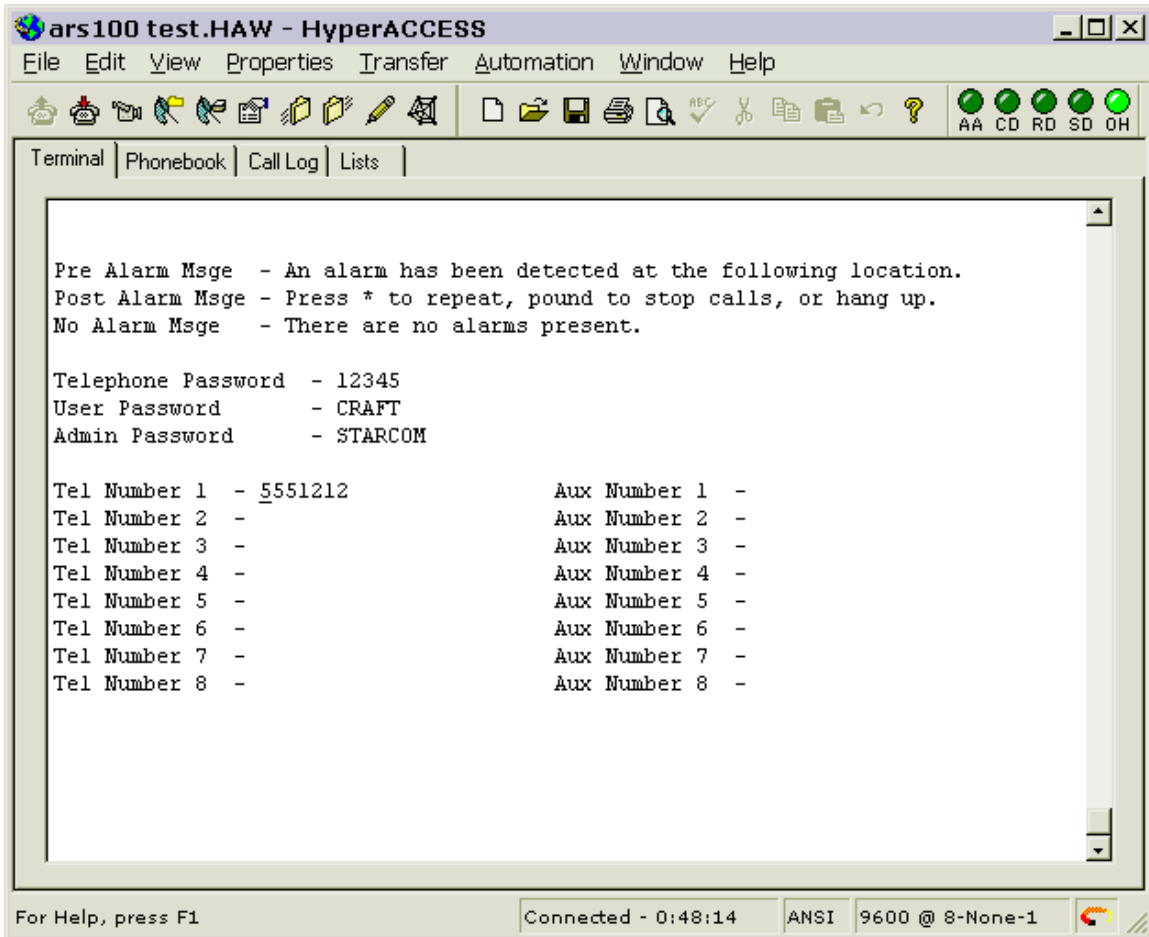 ars100 test.HAW - HyperACCESS
File Edit View Properties Transfer Automation Window Help
ABC
AA CD RD SD OH
Terminal Phonebook Call Log Lists
Pre Alarm Msge - An alarm has been detected at the following location.
Post Alarm Msge - Press * to repeat, pound to stop calls, or hang up.
No Alarm Msge - There are no alarms present.
Telephone Password - 12345
User Password - CRAFT
Admin Password - STARCOM
Tel Number 1 - 5551212 Aux Number 1 -
Tel Number 2 - Aux Number 2 -
Tel Number 3 - Aux Number 3 -
Tel Number 4 - Aux Number 4 -
Tel Number 5 - Aux Number 5 -
Tel Number 6 - Aux Number 6 -
Tel Number 7 - Aux Number 7 -
Tel Number 8 - Aux Number 8 -
For Help, press F1 Connected - 0:48:14 ANSI 9600 @ 8-None-1